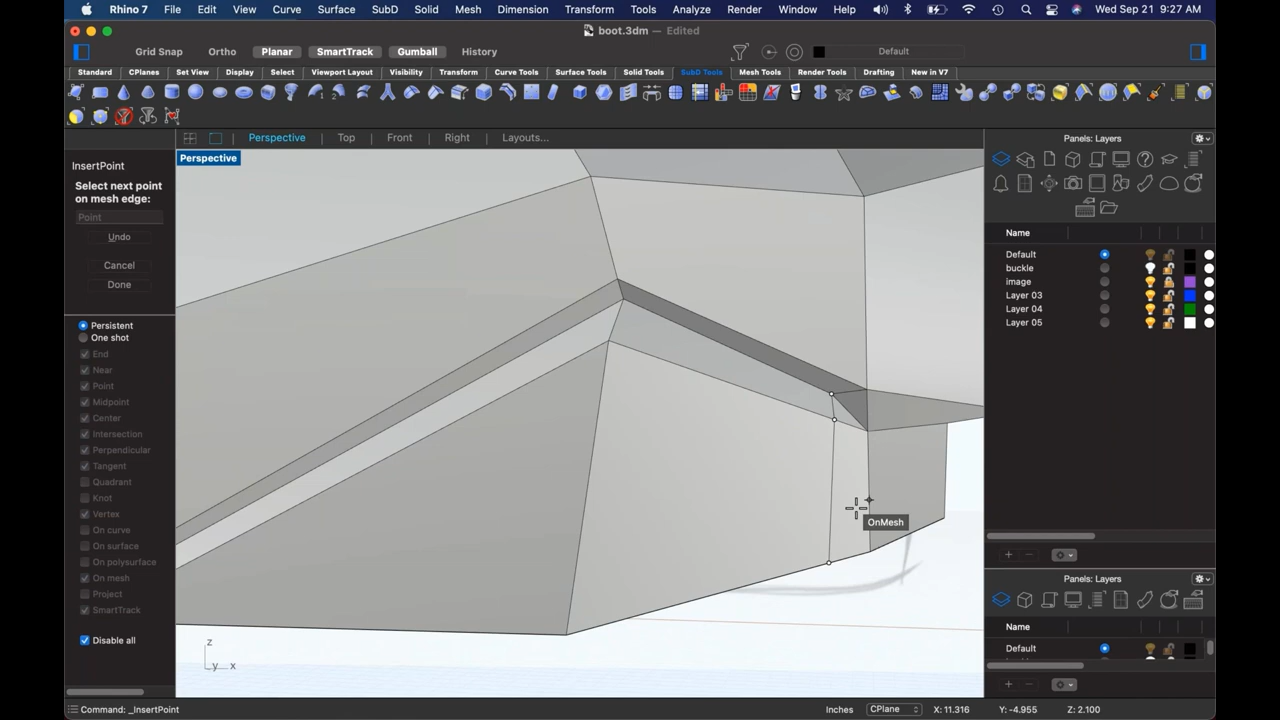 Rhino 7 File Edit View Curve Surface SubD Solid Mesh Dimension Transform Tools Analyze Render Window Help Wed Sep 21 9:27 AM
boot.3dm — Edited
Grid Snap Ortho Planar SmartTrack Gumball History Default
Standard CPlanes Set View Display Select Viewport Layout Visibility Transform Curve Tools Surface Tools Solid Tools SubD Tools Mesh Tools Render Tools Drafting New in V7
Perspective Top Front Right Layouts...
Panels: Layers
Perspective
InsertPoint
Select next point
on mesh edge:
Point
Undo
Cancel
Done
Persistent
One shot
End
Near
Point
Midpoint
Center
Intersection
Perpendicular
Tangent
Quadrant
Knot
Vertex
On curve
On surface
On polysurface
On mesh
Project
SmartTrack
Disable all
OnMesh
z
y x
Name
Default
buckle
image
Layer 03
Layer 04
Layer 05
Panels: Layers
Name
Default
Command: _InsertPoint
Inches CPlane X: 11.316 Y: -4.955 Z: 2.100